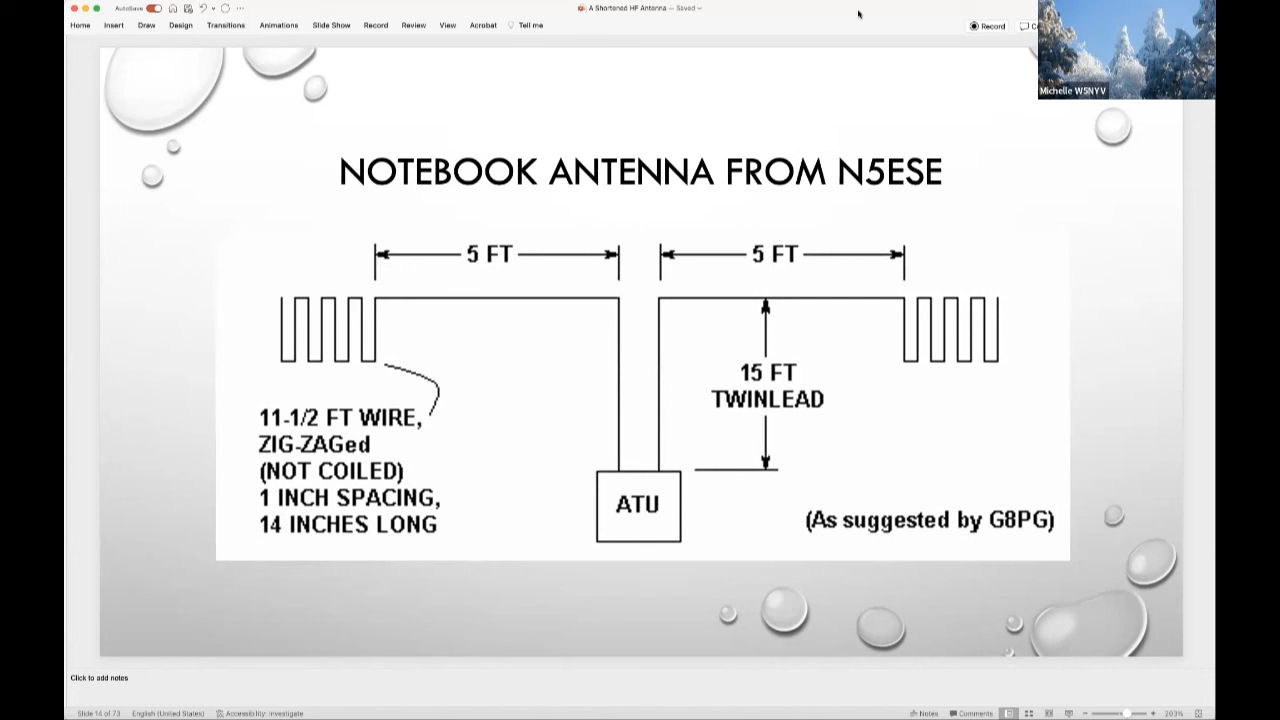 AutoSave
A Shortened HF Antenna — Saved
Home Insert Draw Design Transitions Animations Slide Show Record Review View Acrobat Tell me
Record
Michelle W5NYV
NOTEBOOK ANTENNA FROM N5ESE
5 FT 5 FT
15 FT
TWINLEAD
11-1/2 FT WIRE,
ZIG-ZAGed
(NOT COILED)
1 INCH SPACING,
14 INCHES LONG
ATU
(As suggested by G8PG)
Click to add notes
Slide 14 of 73 English (United States) Accessibility: Investigate Notes Comments 203%